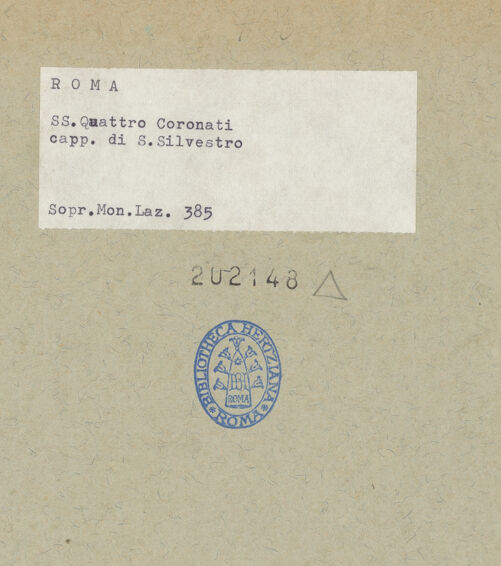 ROMA
SS.Quattro Coronati
capp. di S.Silvestro
Sopr.Mon.Laz. 385
202148
BIBLIOTHECA HERTZIANA
ROMA
ROMA